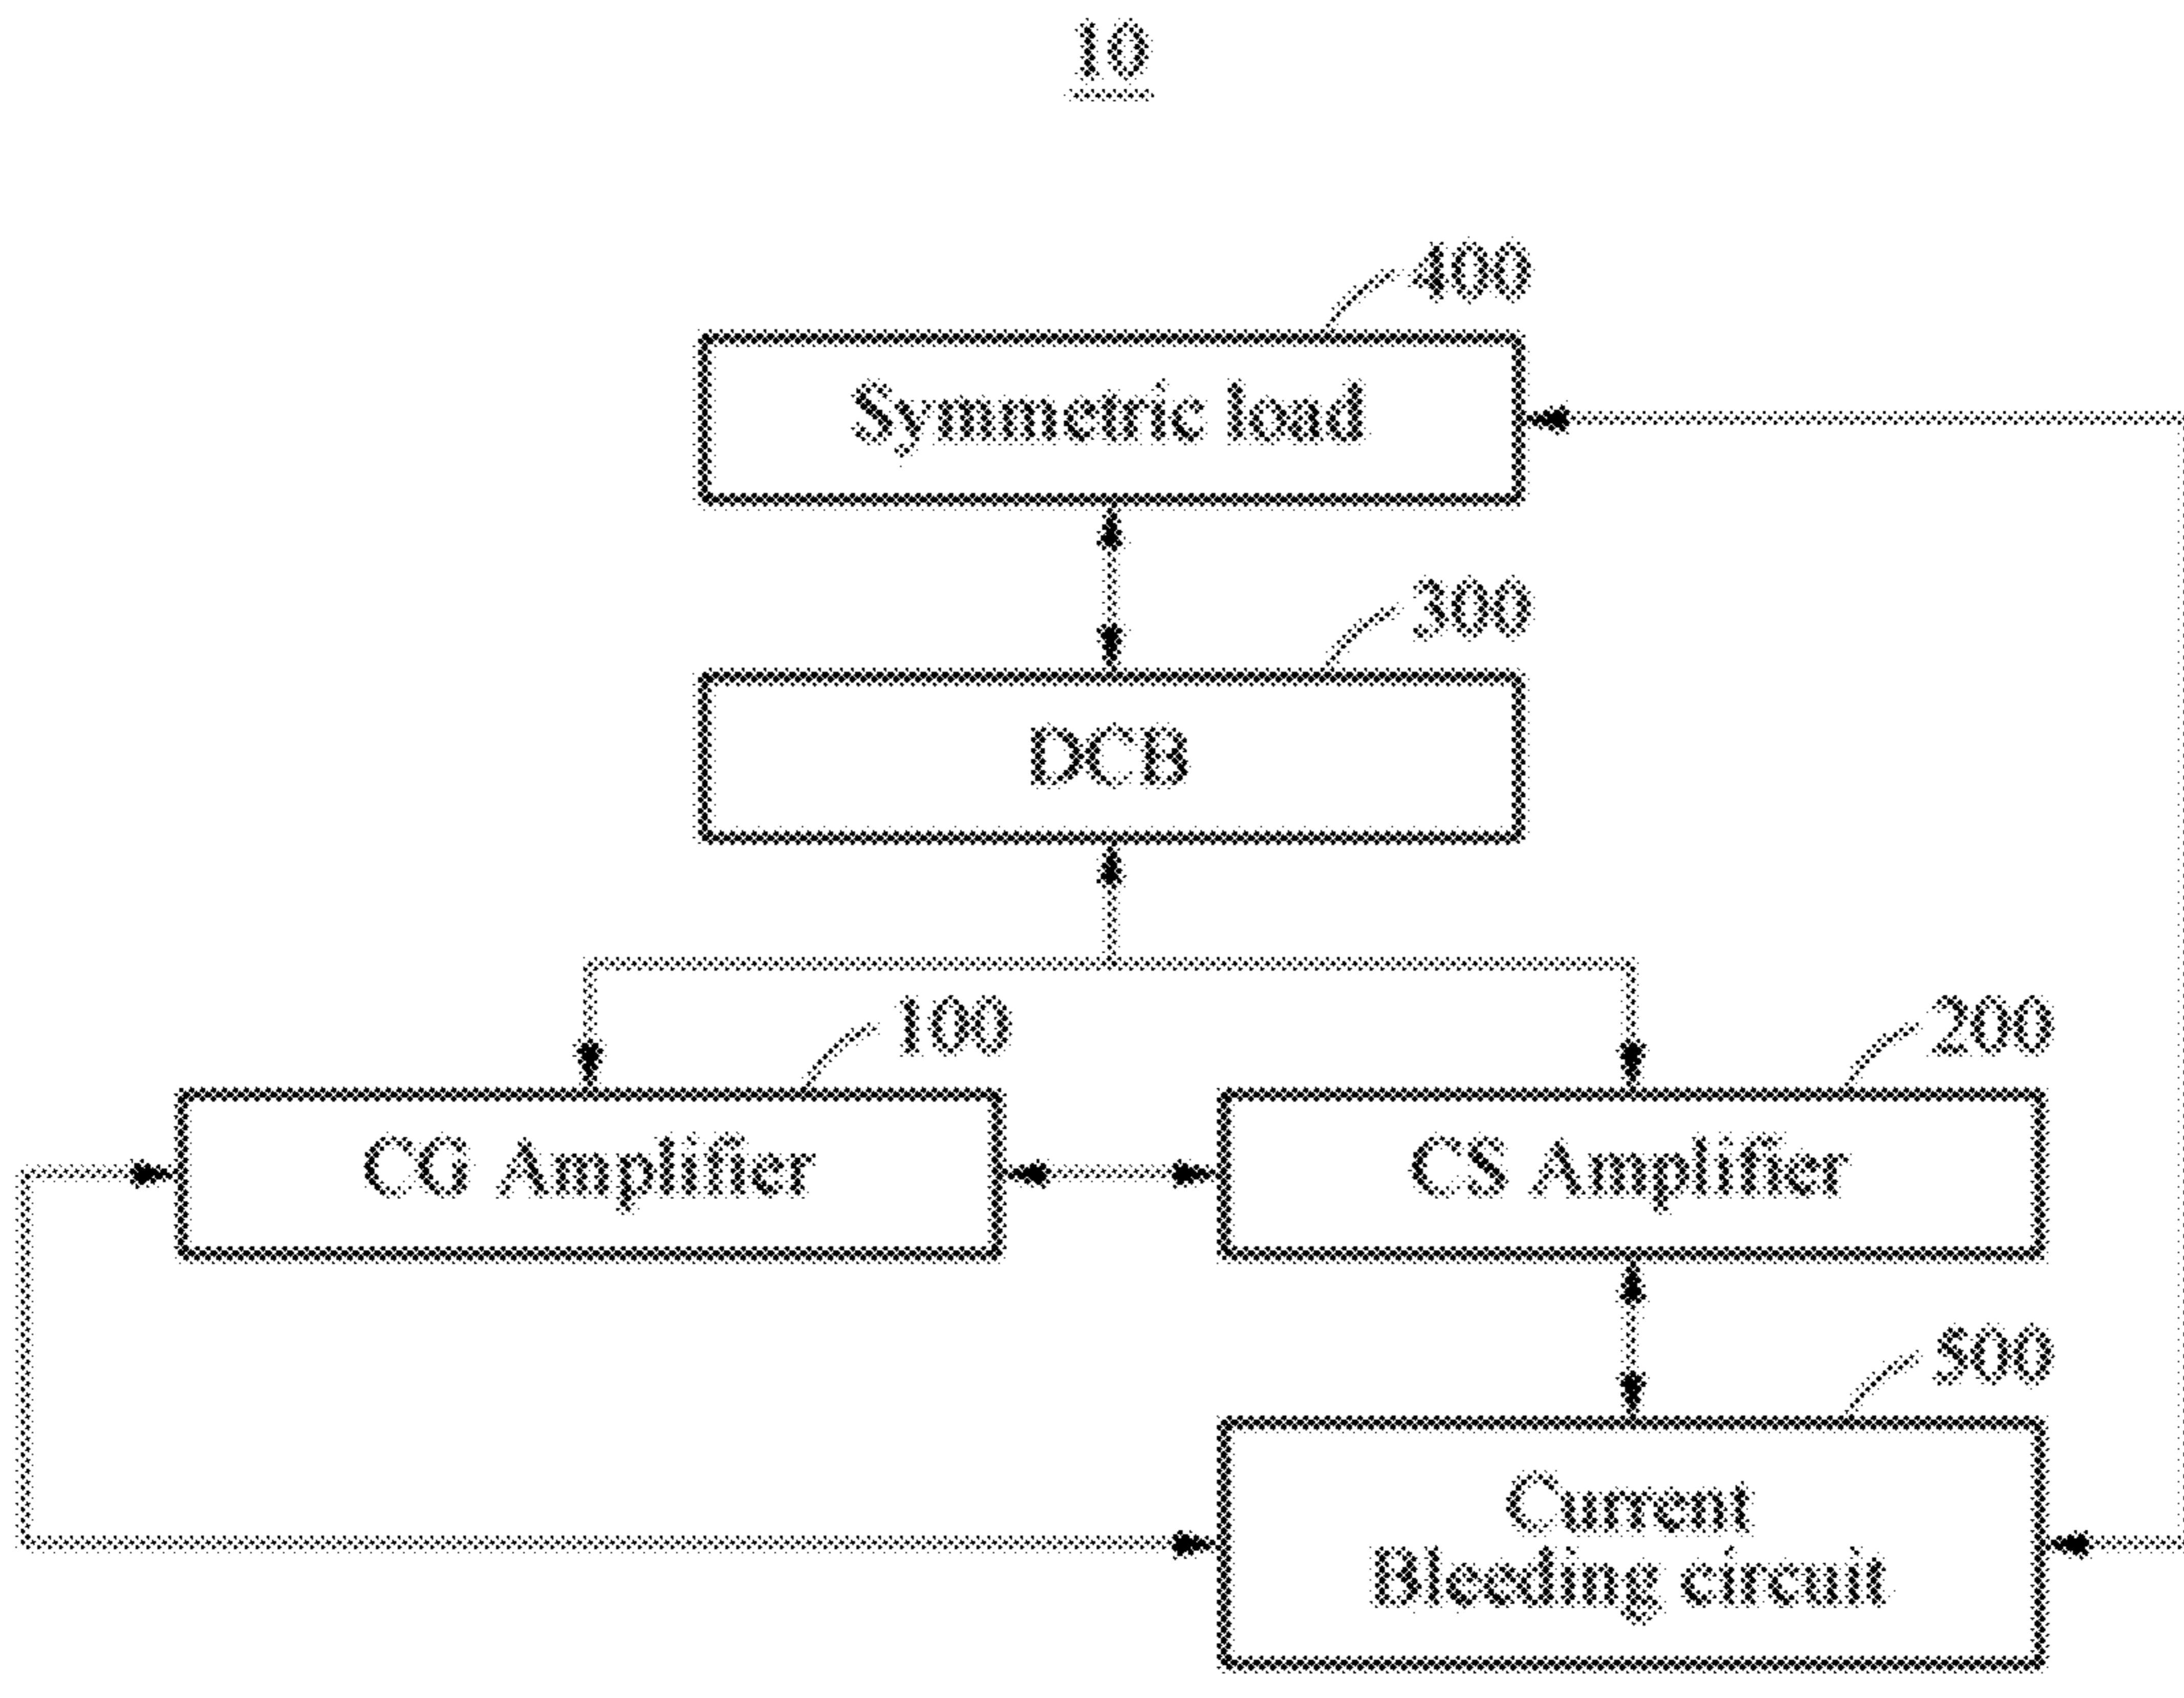 10
400
Symmetric load
300
DCB
100
200
CG Amplifier
CS Amplifier
500
Current
Bleeding circuit